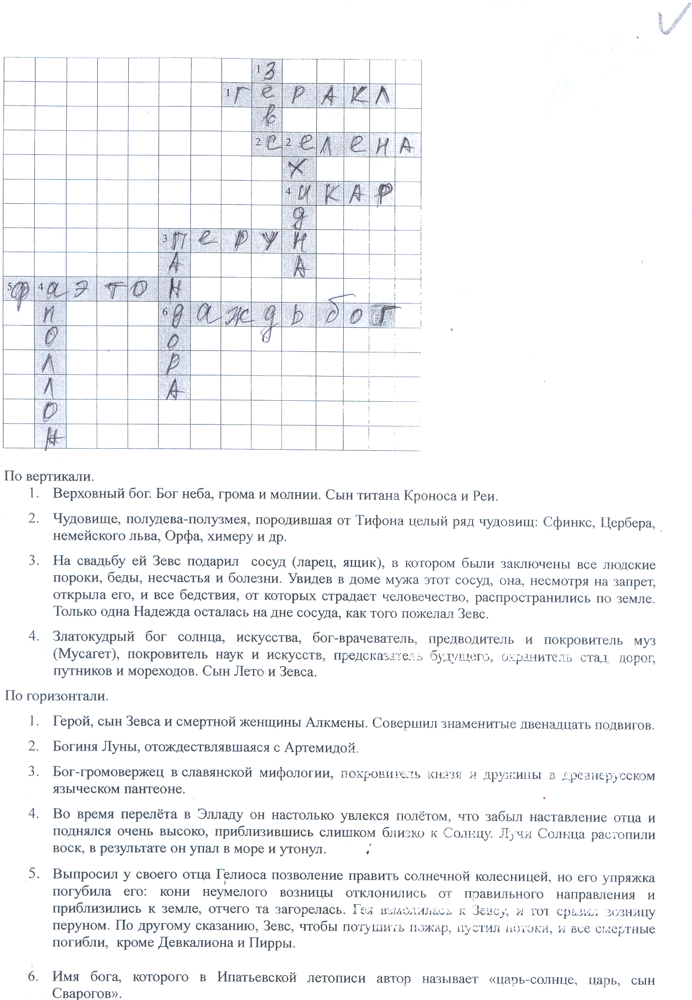 1 З
1 Г е Р А К Л
в
2 С 2 е Л е Н А
Х
4 И К А Р
д
3 П е Р У Н
А А
5 ф 4 а э т о Н
п 6 д а ж д ь б о г
о о
л Р
л А
о
н
По вертикали.
1. Верховный бог. Бог неба, грома и молнии. Сын титана Кроноса и Реи.
2. Чудовище, полудева-полузмея, породившая от Тифона целый ряд чудовищ: Сфинкс, Цербера,
немейского льва, Орфа, химеру и др.
3. На свадьбу ей Зевс подарил сосуд (ларец, ящик), в котором были заключены все людские
пороки, беды, несчастья и болезни. Увидев в доме мужа этот сосуд, она, несмотря на запрет,
открыла его, и все бедствия, от которых страдает человечество, распространились по земле.
Только одна Надежда осталась на дне сосуда, как того пожелал Зевс.
4. Златокудрый бог солнца, искусства, бог-врачеватель, предводитель и покровитель муз
(Мусагет), покровитель наук и искусств, предсказатель будущего, охранитель стад, дорог,
путников и мореходов. Сын Лето и Зевса.
По горизонтали.
1. Герой, сын Зевса и смертной женщины Алкмены. Совершил знаменитые двенадцать подвигов.
2. Богиня Луны, отождествлявшаяся с Артемидой.
3. Бог-громовержец в славянской мифологии, покровитель князя и дружины в древнерусском
языческом пантеоне.
4. Во время перелёта в Элладу он настолько увлекся полётом, что забыл наставление отца и
поднялся очень высоко, приблизившись слишком близко к Солнцу. Лучи Солнца растопили
воск, в результате он упал в море и утонул.
5. Выпросил у своего отца Гелиоса позволение править солнечной колесницей, но его упряжка
погубила его: кони неумелого возницы отклонились от правильного направления и
приблизились к земле, отчего та загорелась. Гея взмолилась к Зевсу, и тот сразил возницу
перуном. По другому сказанию, Зевс, чтобы потушить пожар, пустил потоки, и все смертные
погибли, кроме Девкалиона и Пирры.
6. Имя бога, которого в Ипатьевской летописи автор называет «царь-солнце, царь, сын
Сварогов».